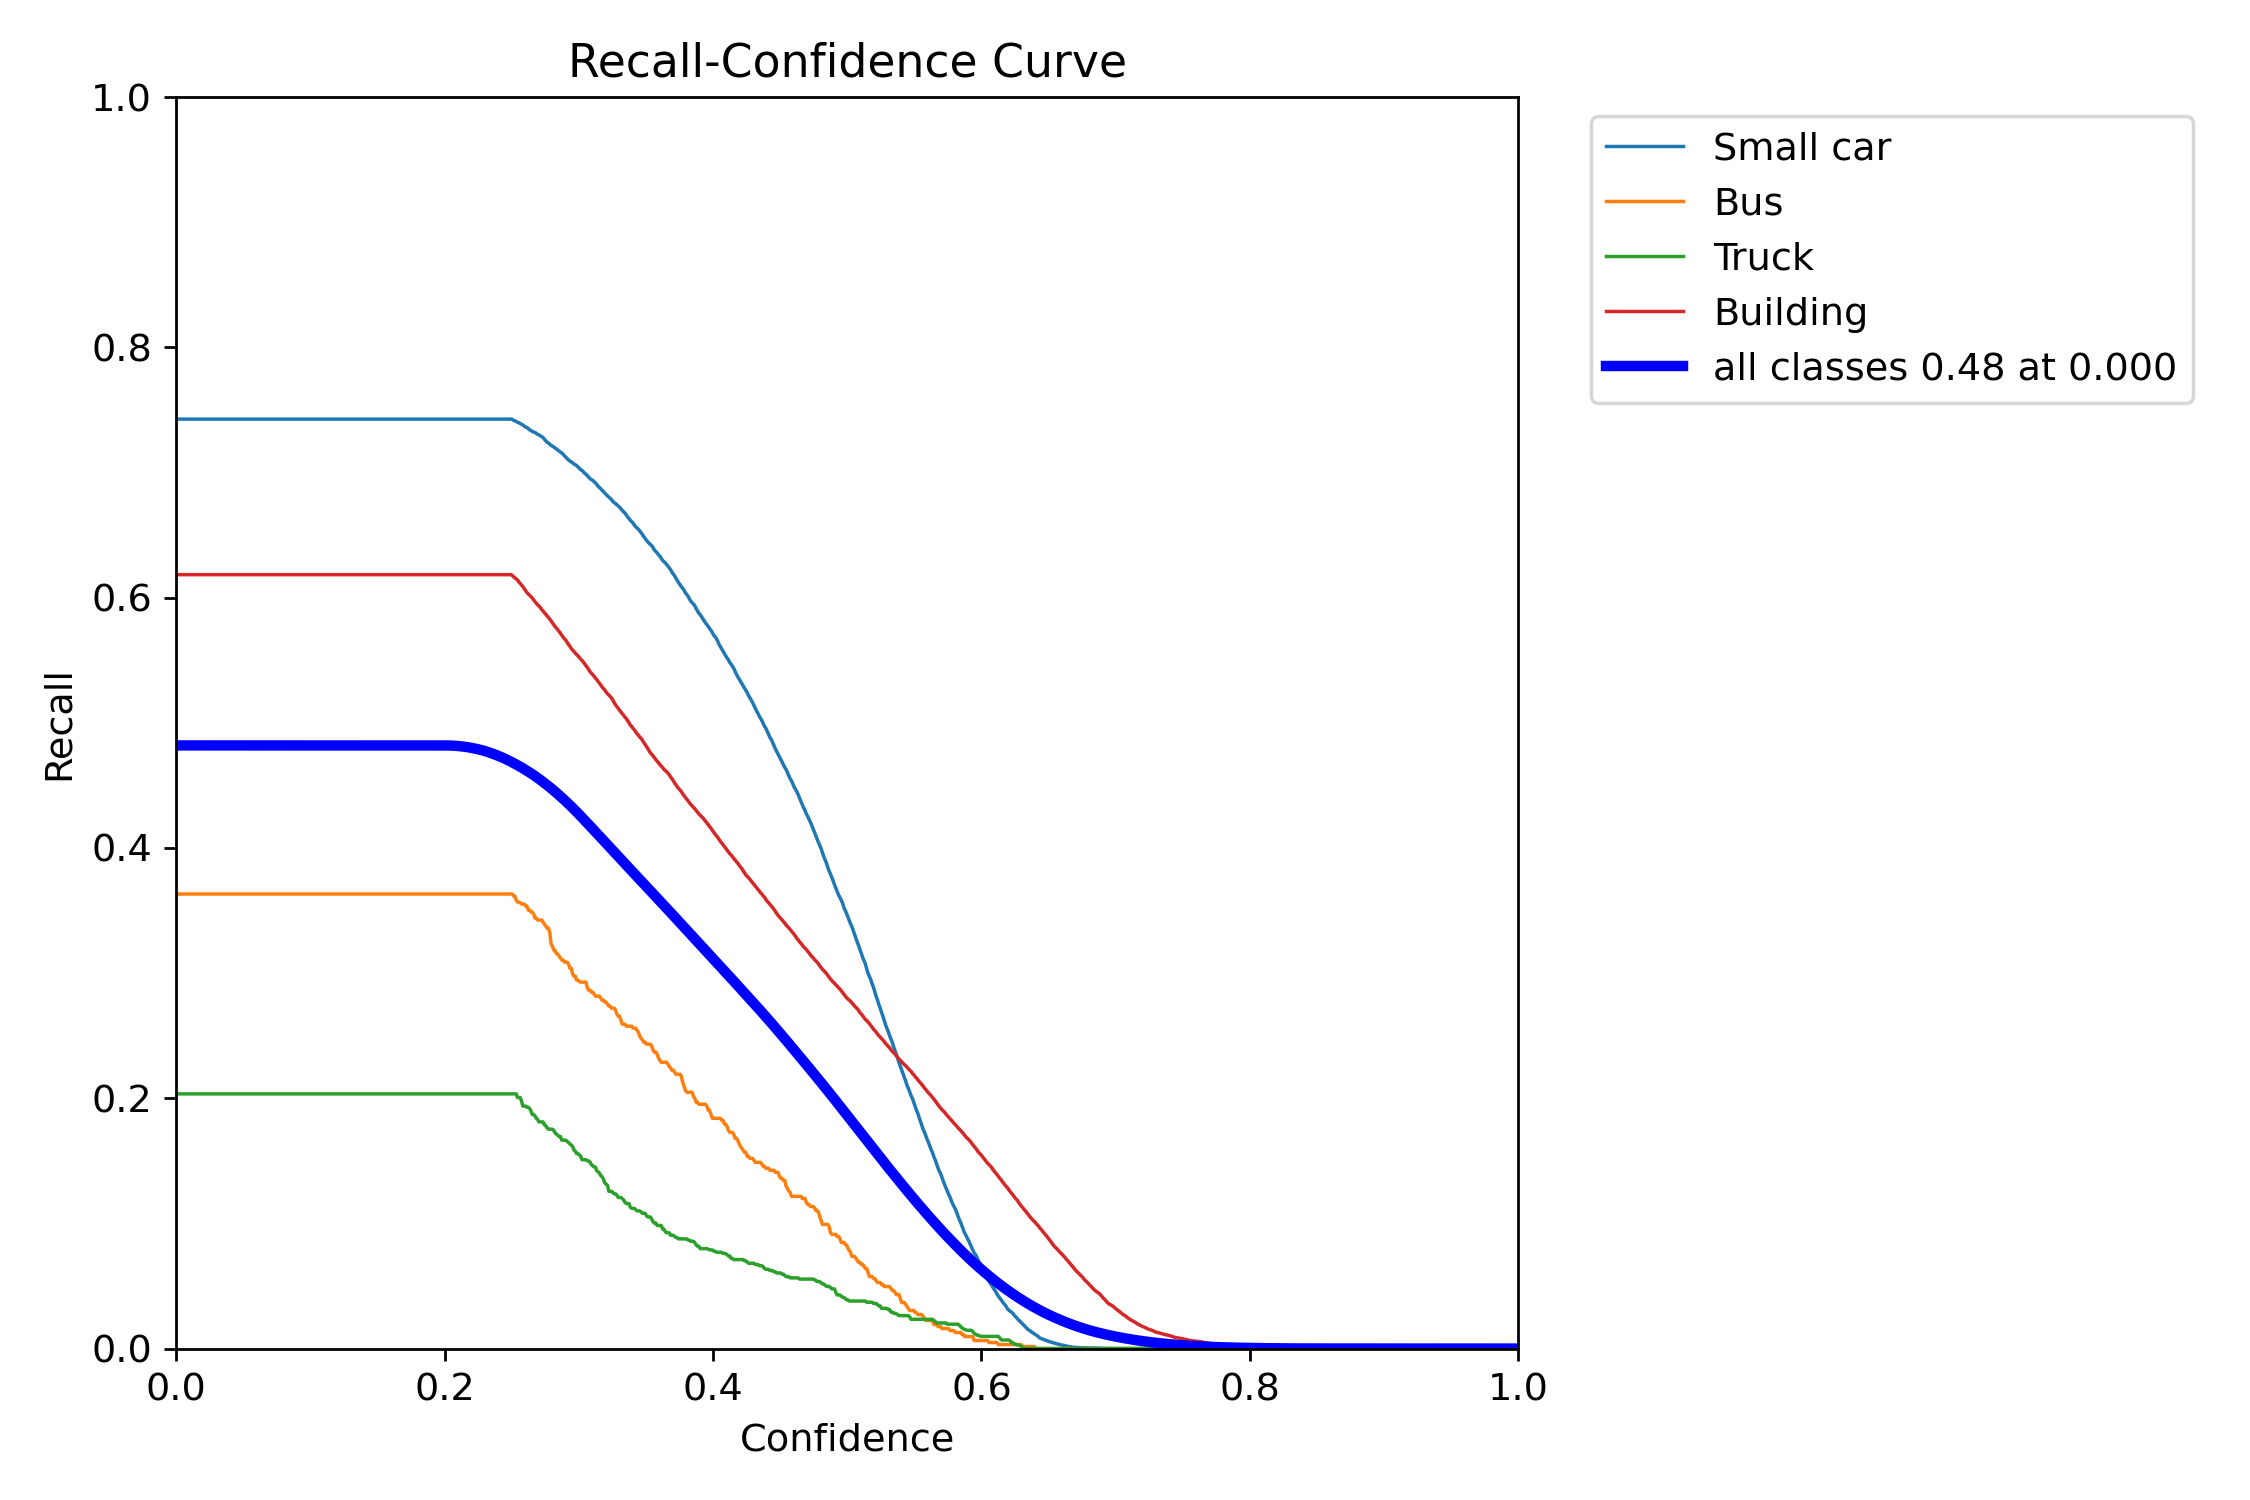 Recall-Confidence Curve
1.0
0.8
0.6
0.4
0.2
0.0
Recall
0.0 0.2 0.4 0.6 0.8 1.0
Confidence
Small car
Bus
Truck
Building
all classes 0.48 at 0.000